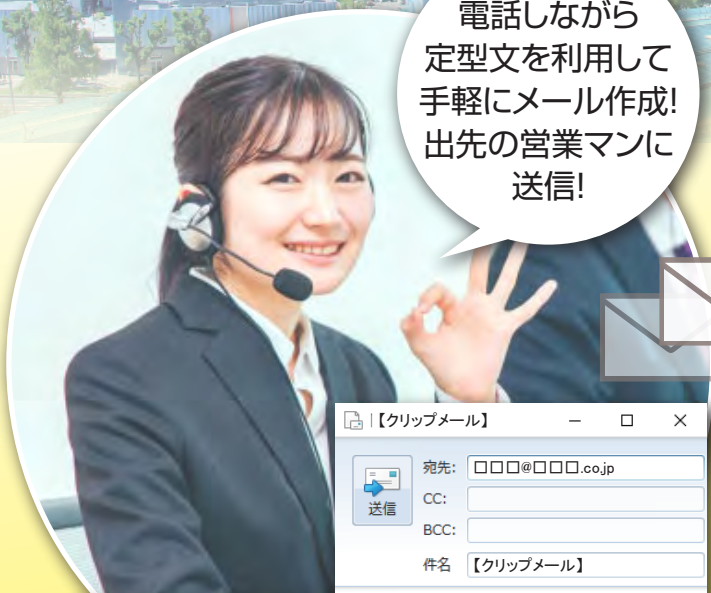 電話しながら
定型文を利用して
手軽にメール作成!
出先の営業マンに
送信!
【クリップメール】
宛先: □□□@□□□.co.jp
送信
CC:
BCC:
件名 【クリップメール】